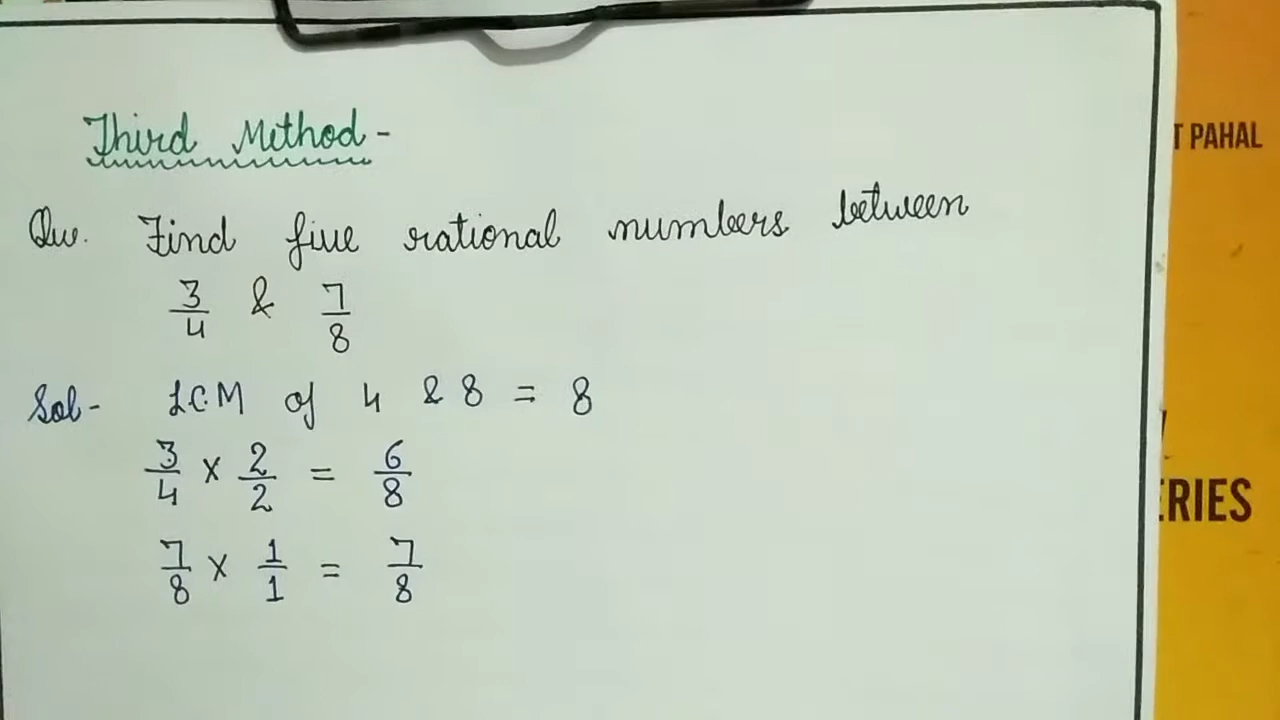 Third Method -
Qu. Find five rational numbers between
3/4 & 7/8
Sol- LCM of 4 & 8 = 8
3/4 × 2/2 = 6/8
7/8 × 1/1 = 7/8
T PAHAL
ERIES